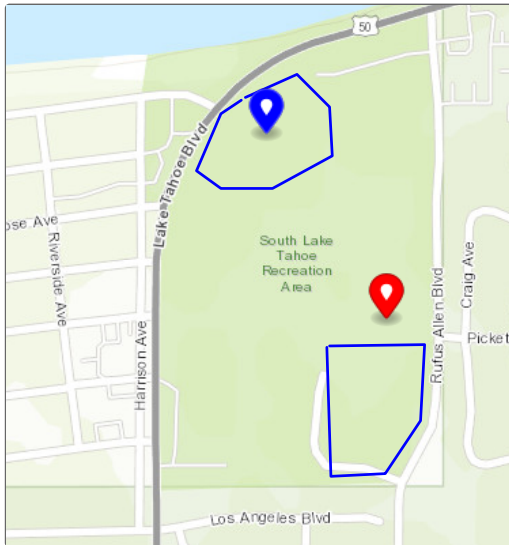 50
Lake Tahoe Blvd
ose Ave
Riverside Ave
Harrison Ave
South Lake
Tahoe
Recreation
Area
Rufus Allen Blvd
Craig Ave
Picket
Los Angeles Blvd